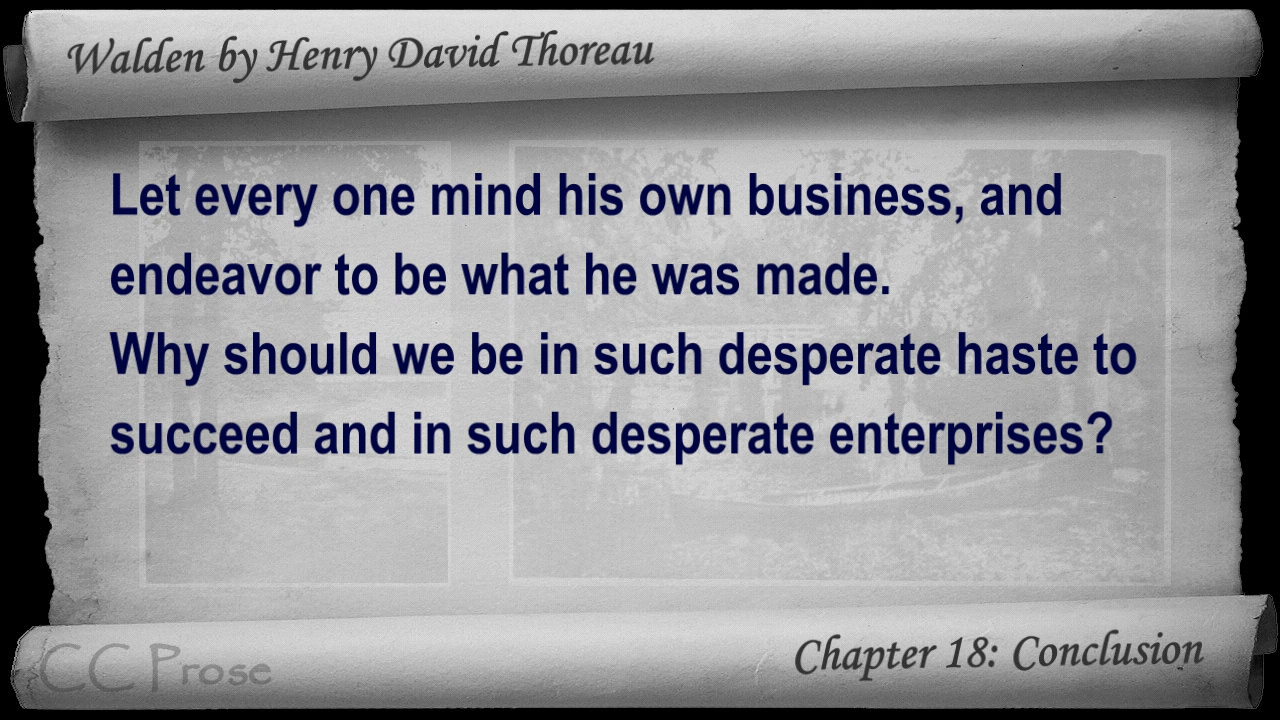 Walden by Henry David Thoreau
Let every one mind his own business, and
endeavor to be what he was made.
Why should we be in such desperate haste to
succeed and in such desperate enterprises?
CC Prose
Chapter 18: Conclusion